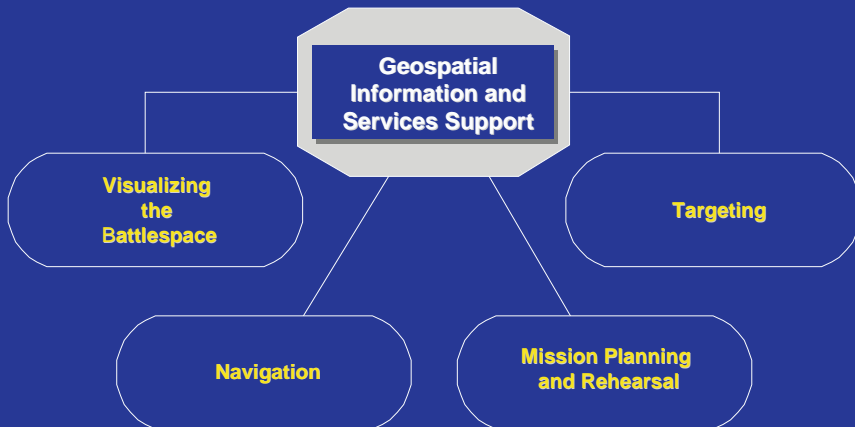 Geospatial
Information and
Services Support
Visualizing
the
Battlespace
Targeting
Navigation
Mission Planning
and Rehearsal